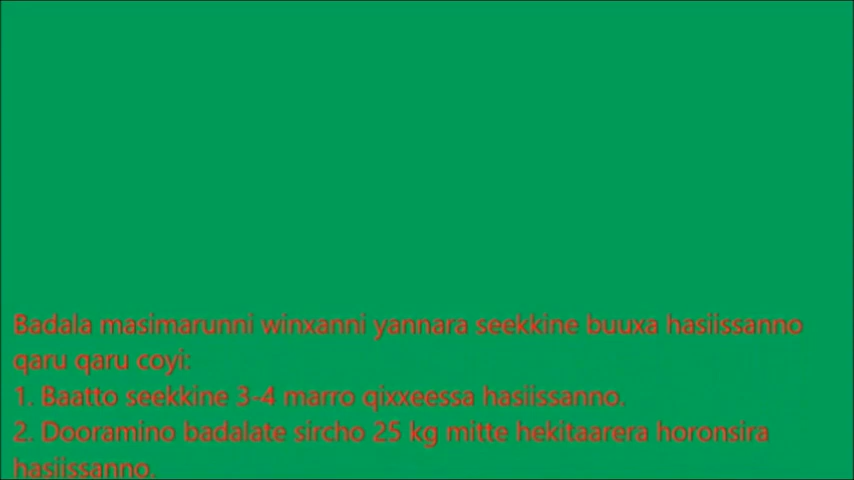 Badala masimarunni winxanni yannara seekkine buuxa hasiissanno
qaru qaru coyi:
1. Baatto seekkine 3-4 marro qixxeessa hasiissanno.
2. Dooramino badalate sircho 25 kg mitte hekitaarera horonsira
hasiissanno.